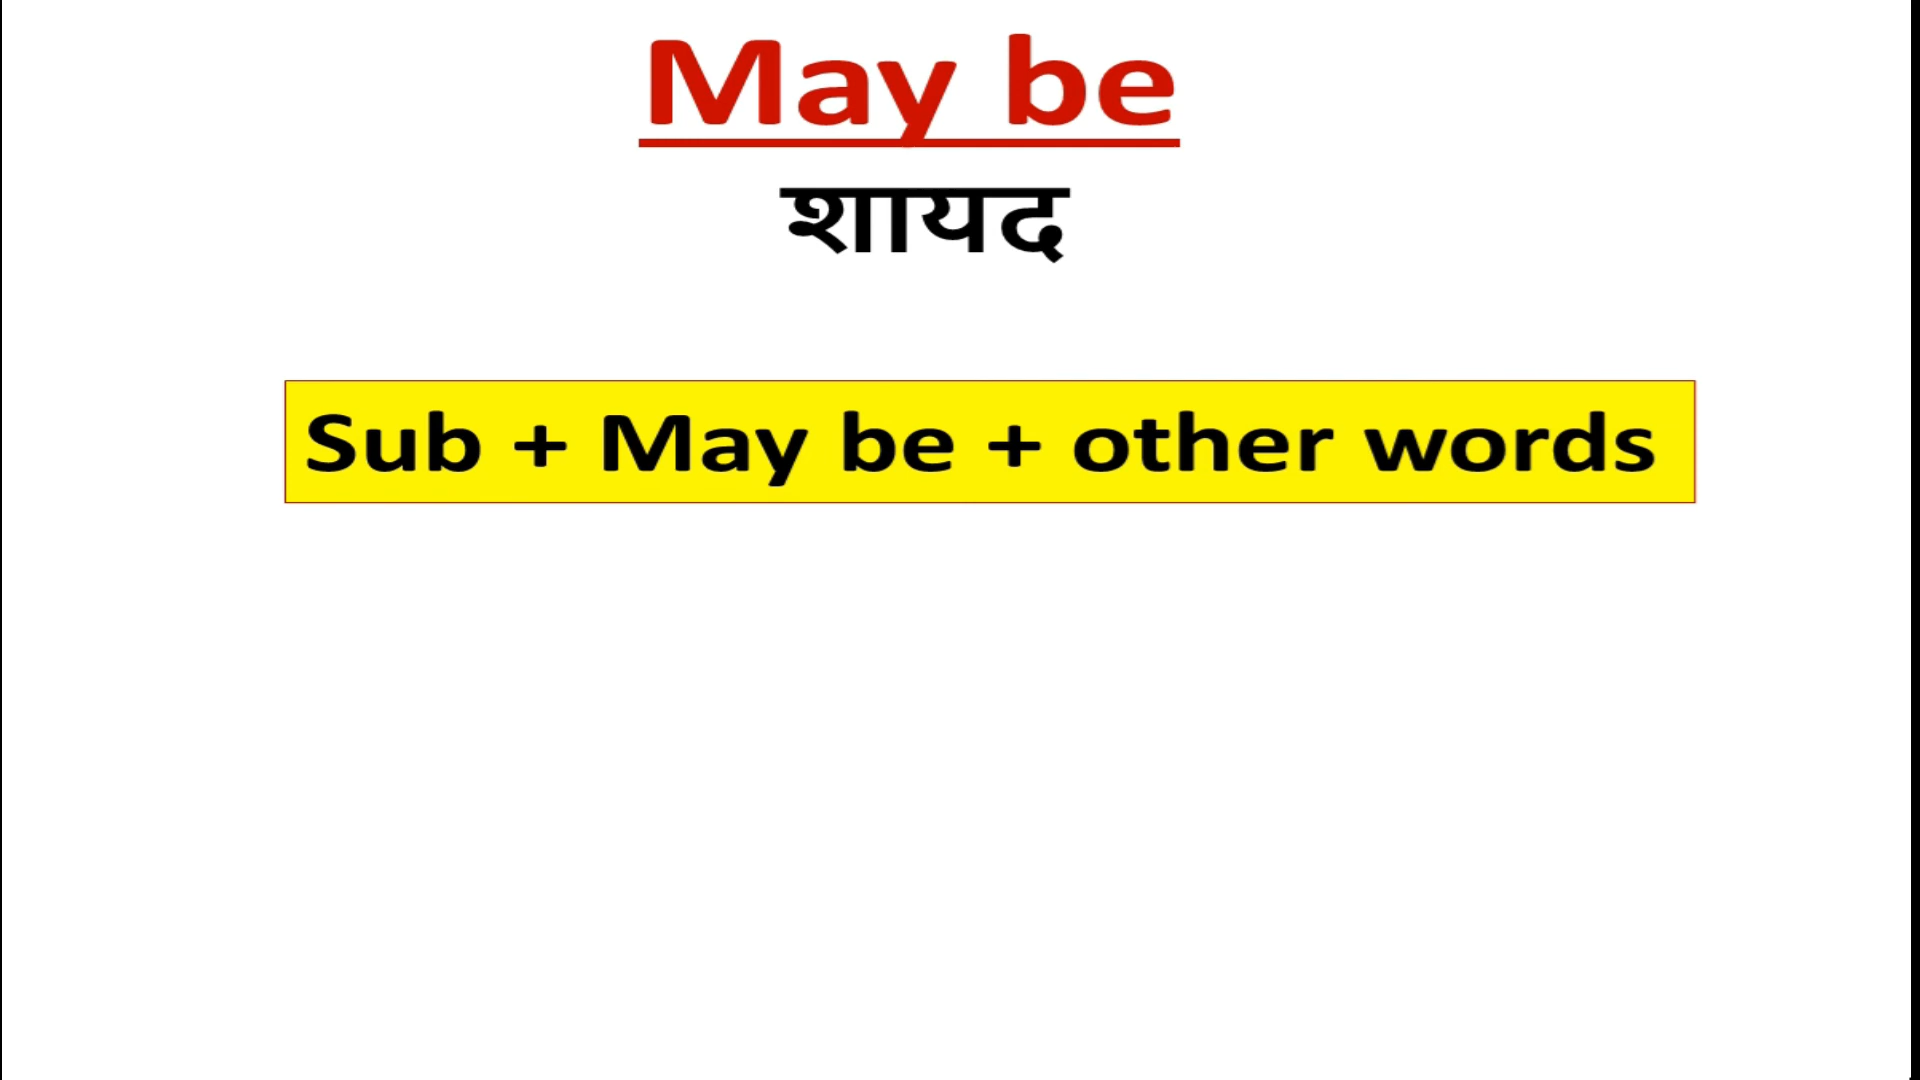 May be
शायद
Sub + May be + other words